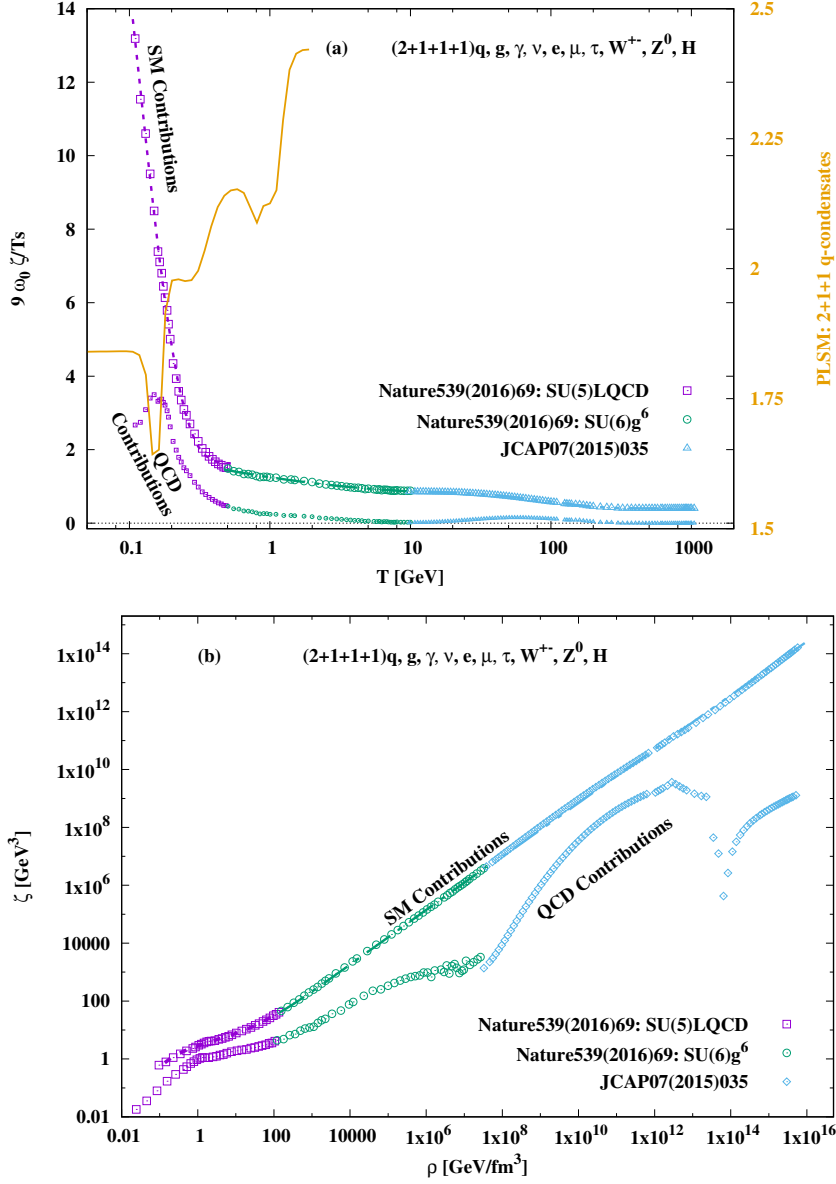 (a) (2+1+1+1)q, g, γ, ν, e, μ, τ, W⁺⁻, Z⁰, H
14
12
10
8
6
4
2
0
9 ω₀ ζ/Ts
2.5
2.25
2
1.75
1.5
PLSM: 2+1+1 q-condensates
SM Contributions
QCD Contributions
Nature539(2016)69: SU(5)LQCD
Nature539(2016)69: SU(6)g⁶
JCAP07(2015)035
0.1 1 10 100 1000
T [GeV]
(b) (2+1+1+1)q, g, γ, ν, e, μ, τ, W⁺⁻, Z⁰, H
1x10¹⁴
1x10¹²
1x10¹⁰
1x10⁸
1x10⁶
10000
100
1
0.01
ζ [GeV³]
SM Contributions
QCD Contributions
Nature539(2016)69: SU(5)LQCD
Nature539(2016)69: SU(6)g⁶
JCAP07(2015)035
0.01 1 100 10000 1x10⁶ 1x10⁸ 1x10¹⁰ 1x10¹² 1x10¹⁴ 1x10¹⁶
ρ [GeV/fm³]